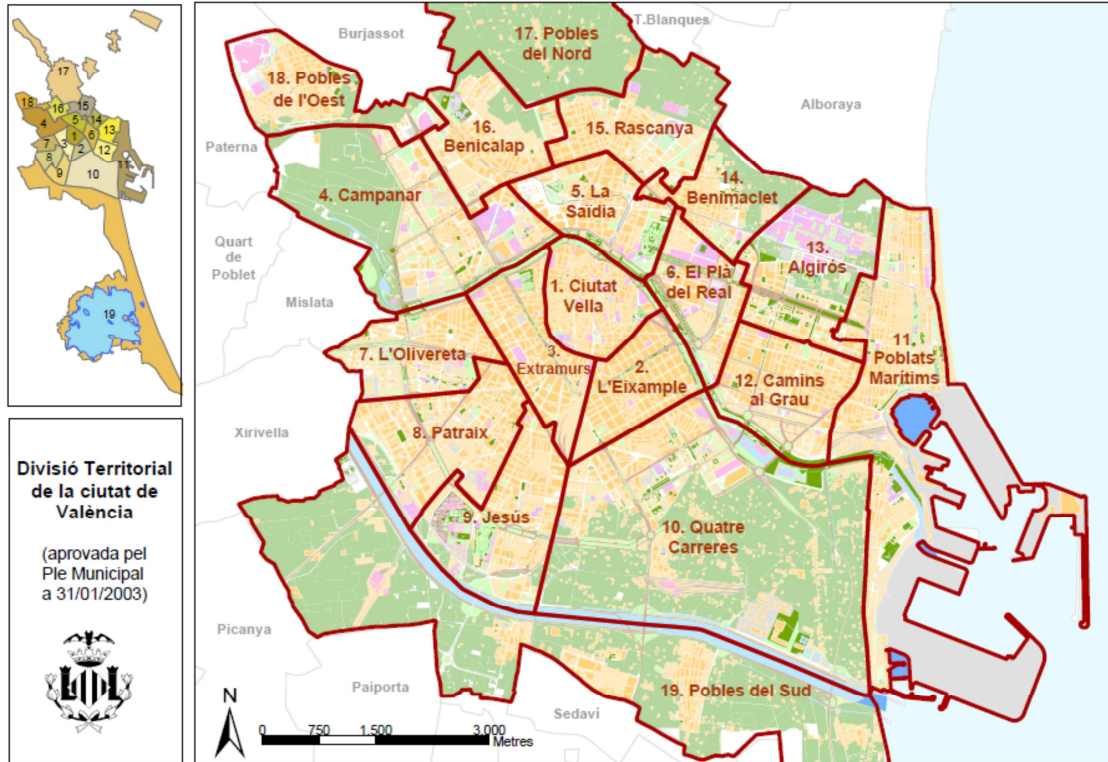 17
18
16
15
4
5
14
13
7
3
1
6
2
12
8
9
10
11
19
Divisió Territorial
de la ciutat de
València
(aprovada pel
Ple Municipal
a 31/01/2003)
Burjassot
T.Blanques
17. Pobles
del Nord
18. Pobles
de l'Oest
Alboraya
16.
Benicalap
15. Rascanya
Paterna
4. Campanar
5. La
Saïdia
14.
Benimaclet
Quart
de
Poblet
13.
Algirós
6. El Plà
del Real
1. Ciutat
Vella
Mislata
11.
Poblats
Marítims
7. L'Olivereta
3.
Extramurs
2.
L'Eixample
12. Camins
al Grau
Xirivella
8. Patraix
9. Jesús
10. Quatre
Carreres
Picanya
Paiporta
19. Pobles del Sud
Sedaví
N
0 750 1.500 3.000
Metres